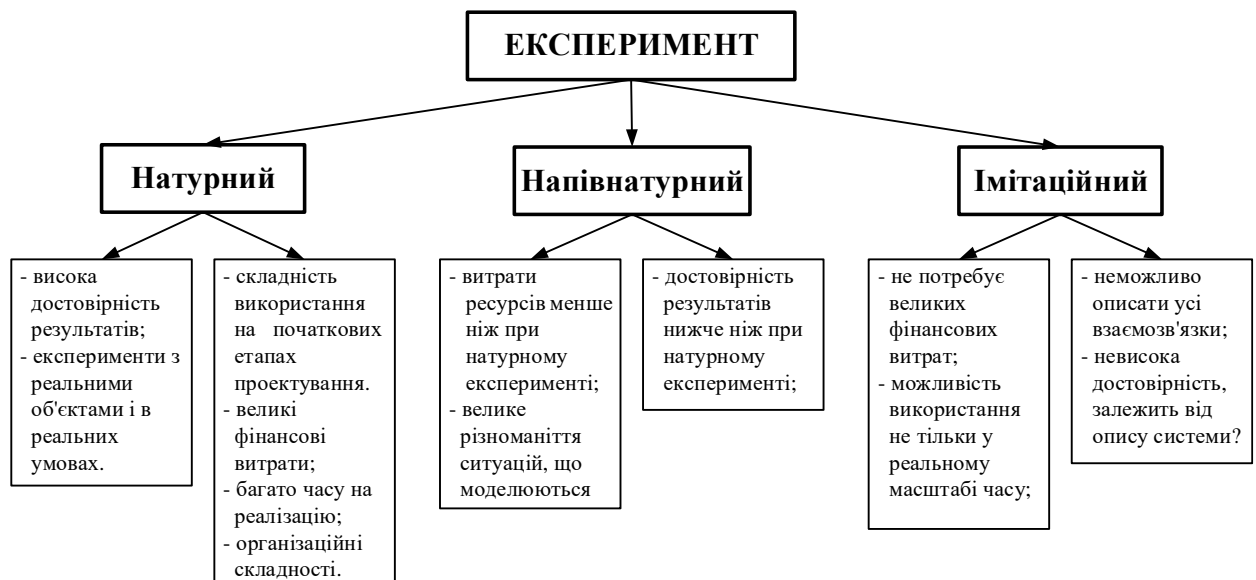 ЕКСПЕРИМЕНТ
Натурний
Напівнатурний
Імітаційний
- висока
достовірність
результатів;
- експерименти з
реальними
об'єктами і в
реальних
умовах.
- складність
використання
на початкових
етапах
проектування.
- великі
фінансові
витрати;
- багато часу на
реалізацію;
- організаційні
складності.
- витрати
ресурсів менше
ніж при
натурному
експерименті;
- велике
різноманіття
ситуацій, що
моделюються
- достовірність
результатів
нижче ніж при
натурному
експерименті;
- не потребує
великих
фінансових
витрат;
- можливість
використання
не тільки у
реальному
масштабі часу;
- неможливо
описати усі
взаємозв'язки;
- невисока
достовірність,
залежить від
опису системи?